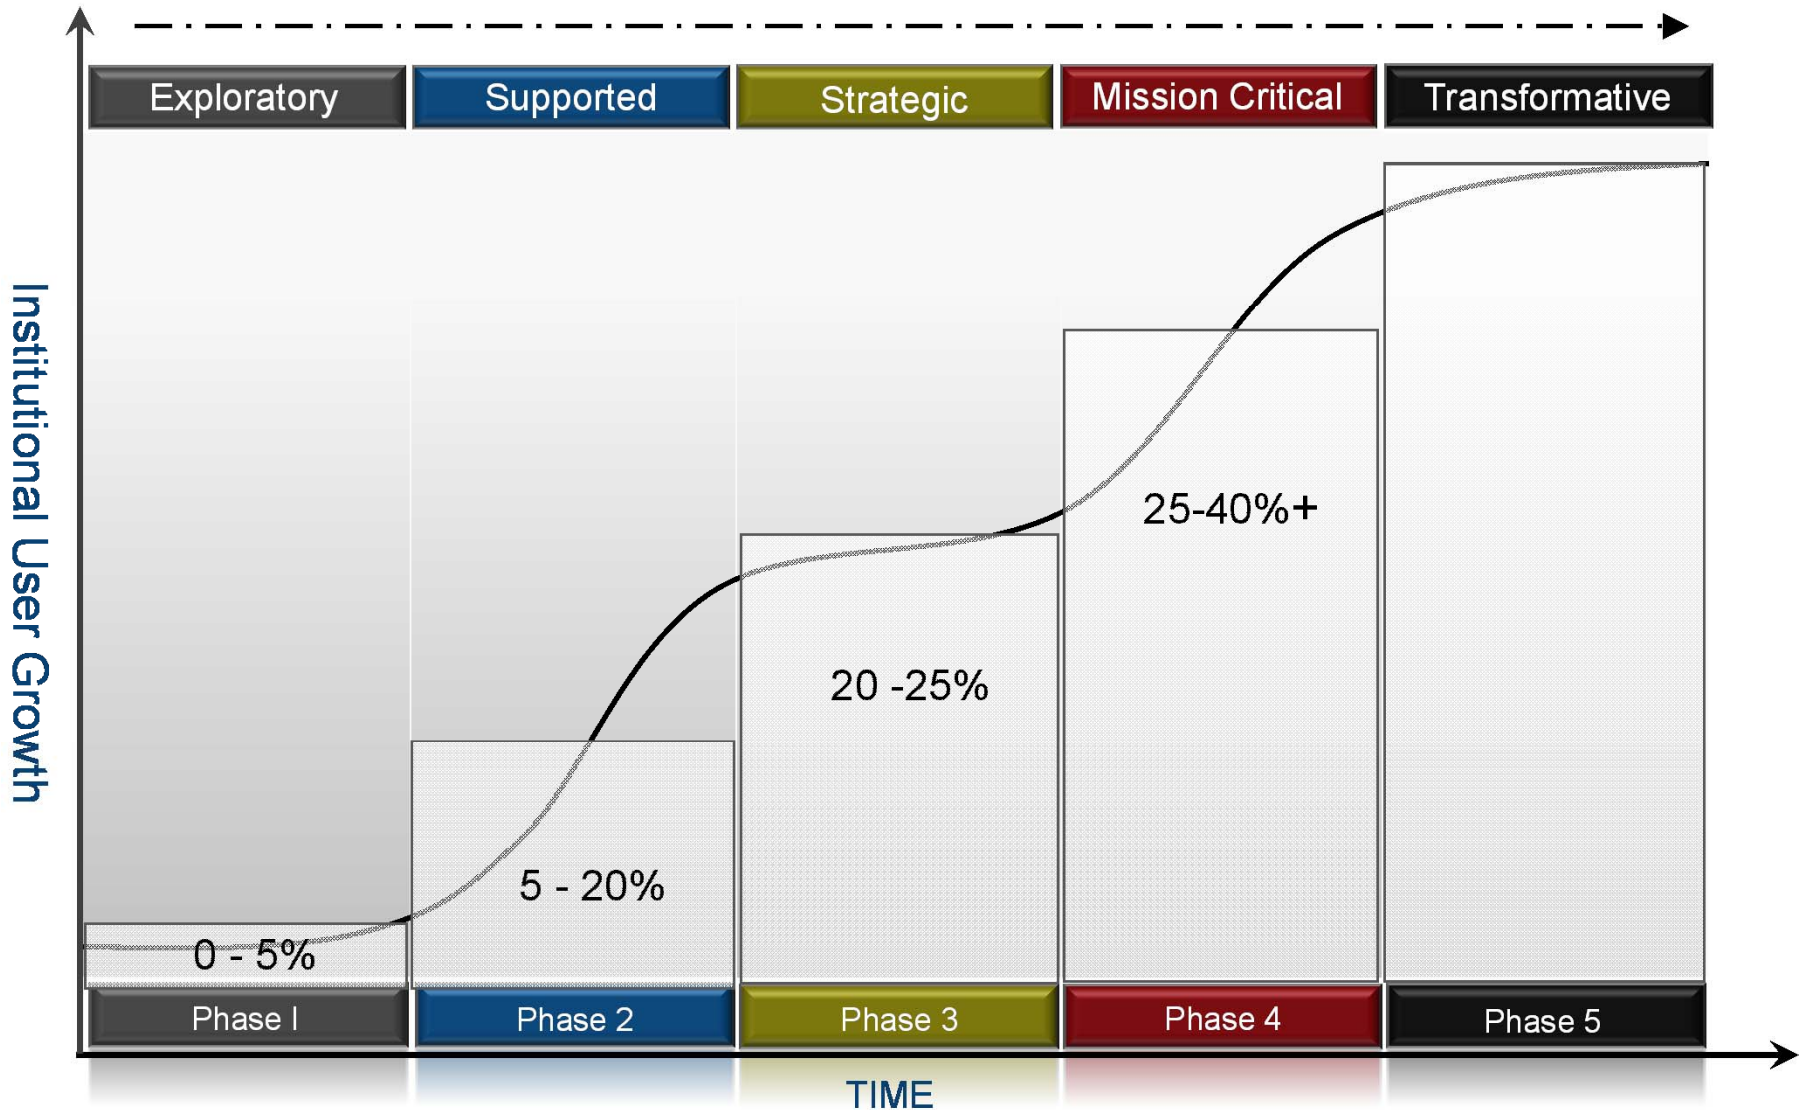 Exploratory
Supported
Strategic
Mission Critical
Transformative
Institutional User Growth
0 - 5%
5 - 20%
20 -25%
25-40%+
Phase I
Phase 2
Phase 3
Phase 4
Phase 5
TIME